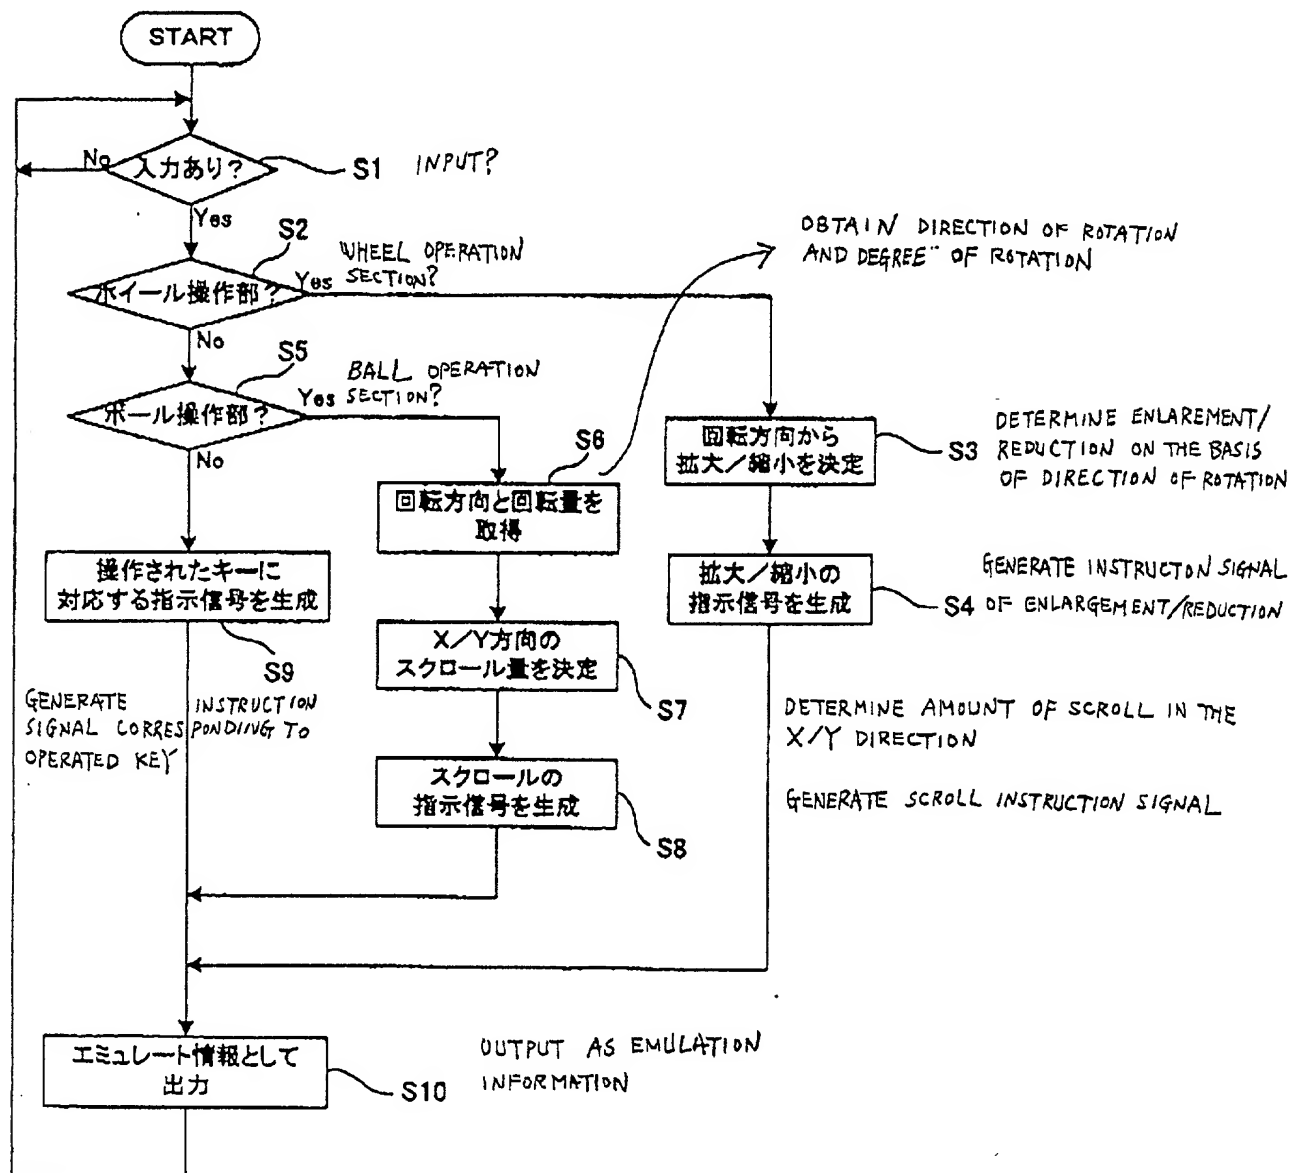 START
No
入力あり?
S1
INPUT?
Yes
S2
WHEEL OPERATION
SECTION?
OBTAIN DIRECTION OF ROTATION
AND DEGREE OF ROTATION
ホイール操作部?
Yes
No
S5
BALL OPERATION
SECTION?
ボール操作部?
Yes
No
S6
回転方向と回転量を
取得
回転方向から
拡大/縮小を決定
S3
DETERMINE ENLAREMENT/
REDUCTION ON THE BASIS
OF DIRECTION OF ROTATION
操作されたキーに
対応する指示信号を生成
S9
GENERATE INSTRUCTION
SIGNAL CORRESPONDING TO
OPERATED KEY
拡大/縮小の
指示信号を生成
S4
GENERATE INSTRUCTON SIGNAL
OF ENLARGEMENT/REDUCTION
X/Y方向の
スクロール量を決定
S7
DETERMINE AMOUNT OF SCROLL IN THE
X/Y DIRECTION
スクロールの
指示信号を生成
S8
GENERATE SCROLL INSTRUCTION SIGNAL
エミュレート情報として
出力
S10
OUTPUT AS EMULATION
INFORMATION